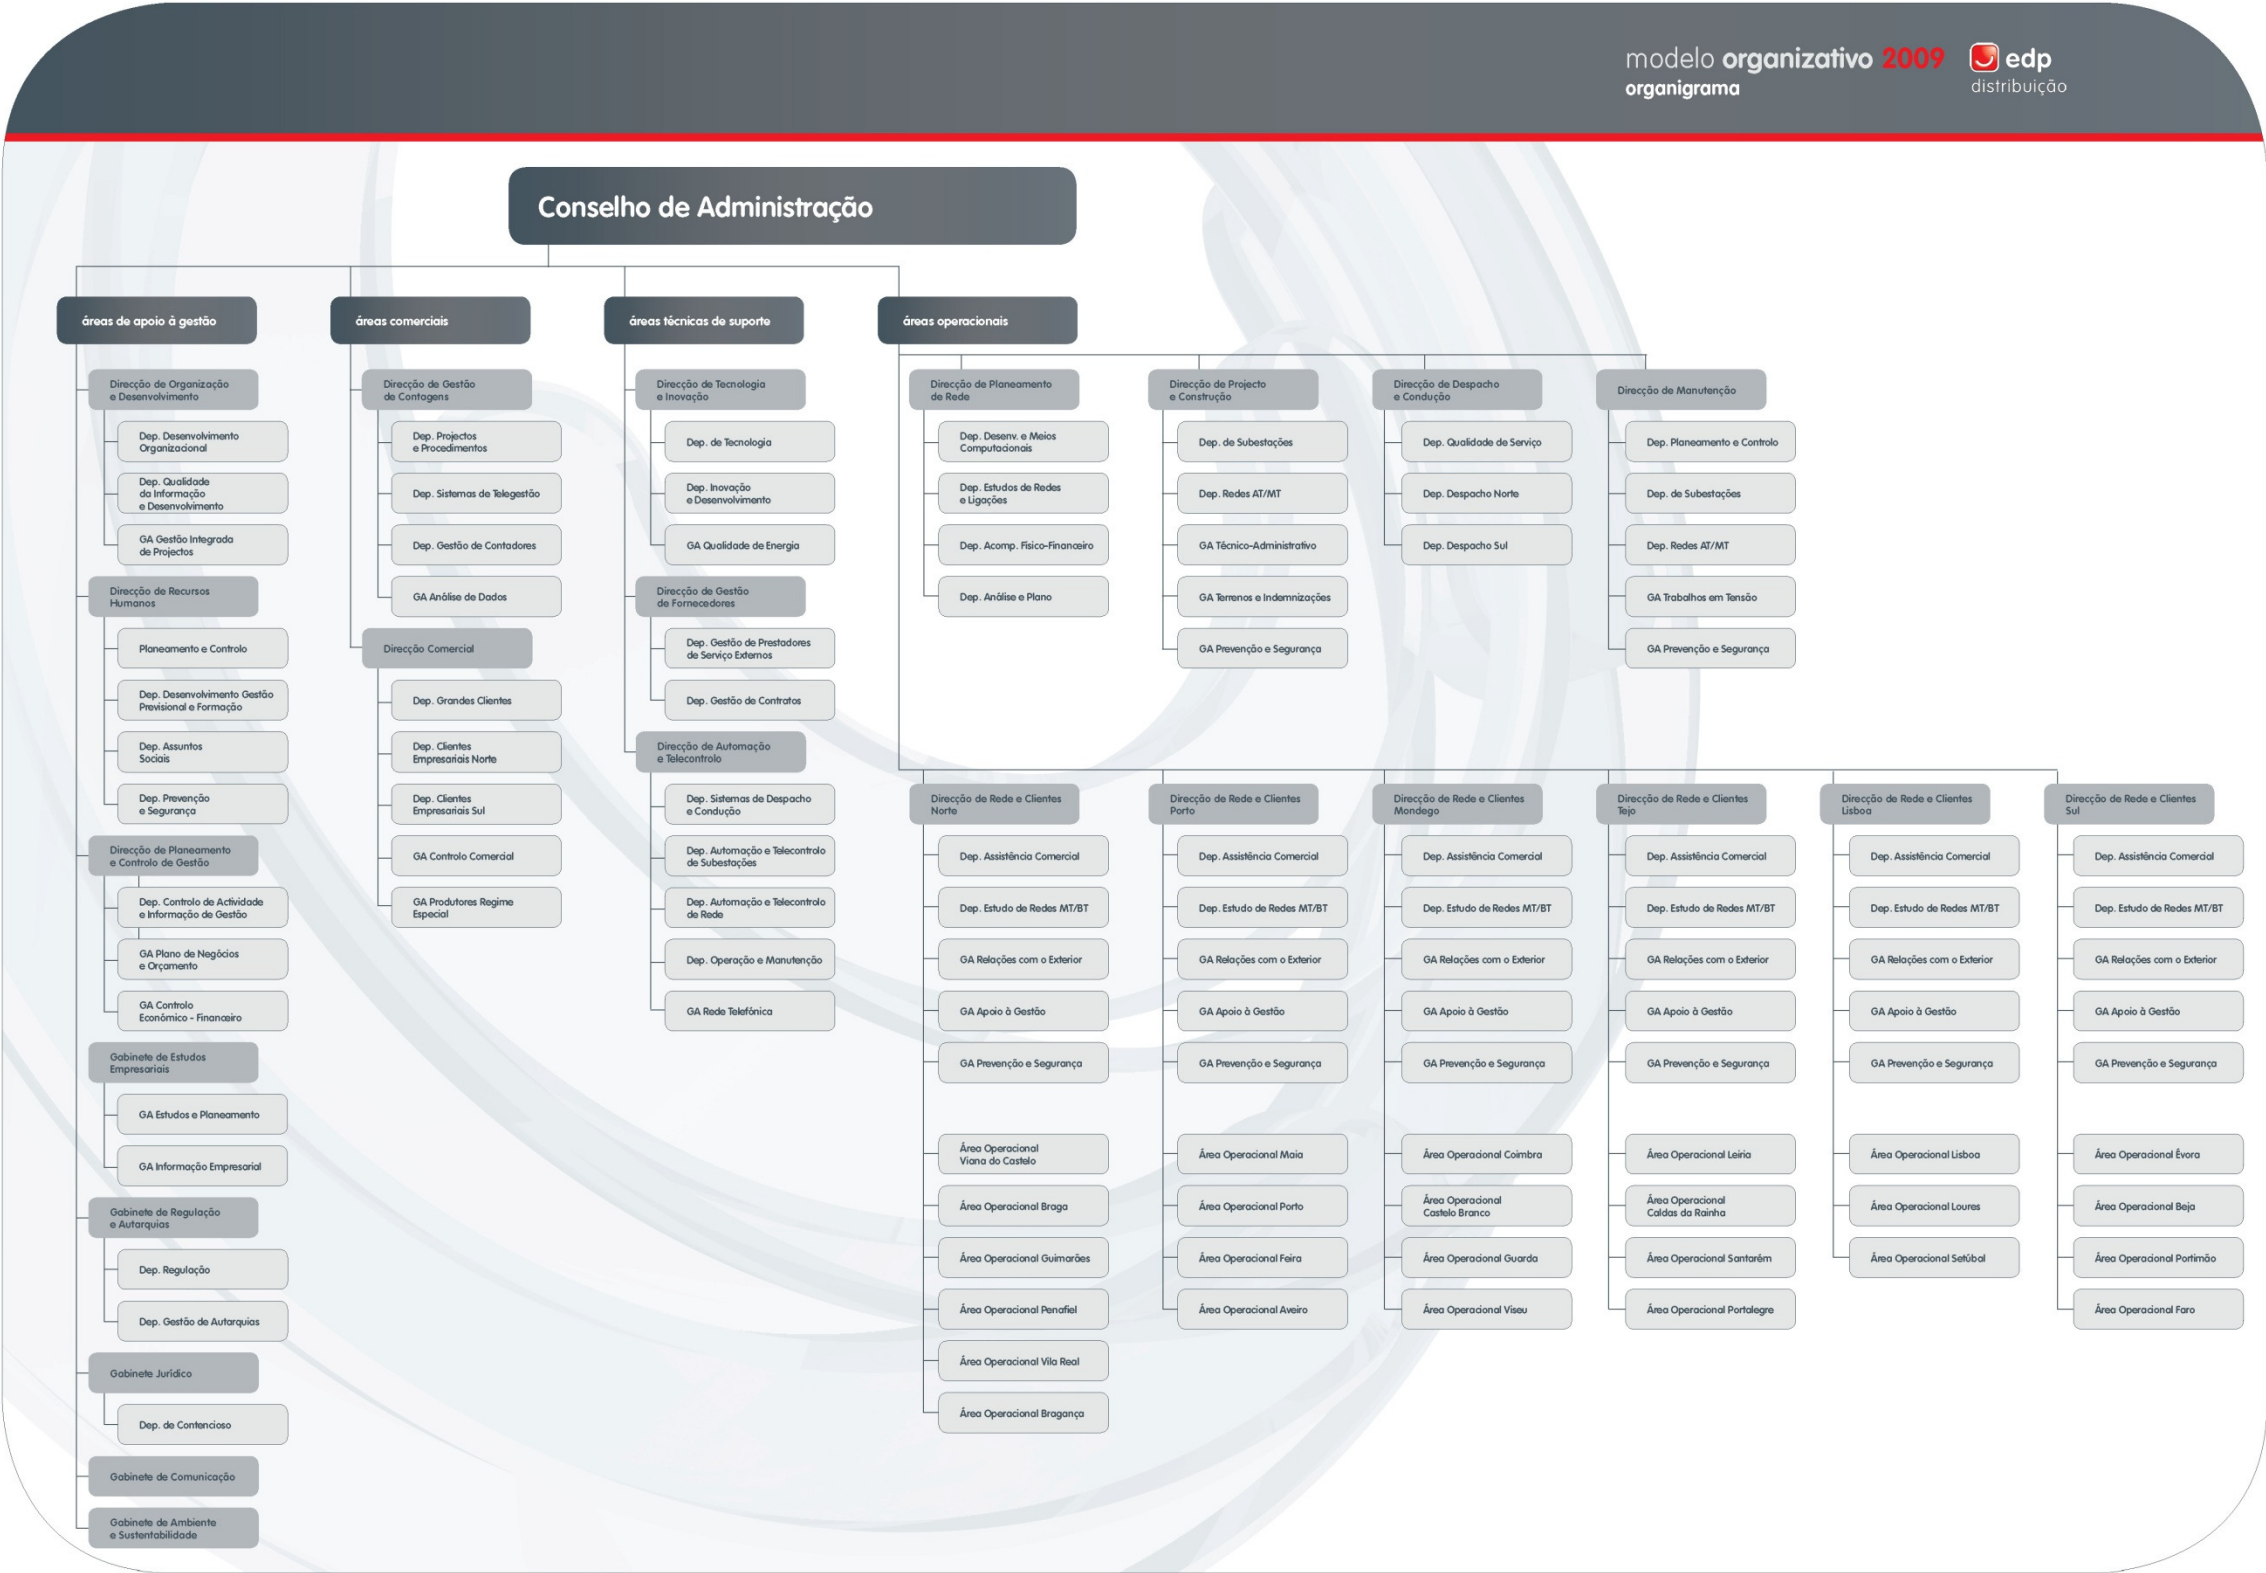 modelo organizativo 2009
organigrama
edp
distribuição
Conselho de Administração
áreas de apoio à gestão
Direcção de Organização
e Desenvolvimento
Dep. Desenvolvimento
Organizacional
Dep. Qualidade
da Informação
e Desenvolvimento
GA Gestão Integrada
de Projectos
Direcção de Recursos
Humanos
Planeamento e Controlo
Dep. Desenvolvimento Gestão
Previsional e Formação
Dep. Assuntos
Sociais
Dep. Prevenção
e Segurança
Direcção de Planeamento
e Controlo de Gestão
Dep. Controlo de Actividade
e Informação de Gestão
GA Plano de Negócios
e Orçamento
GA Controlo
Económico - Financeiro
Gabinete de Estudos
Empresariais
GA Estudos e Planeamento
GA Informação Empresarial
Gabinete de Regulação
e Autarquias
Dep. Regulação
Dep. Gestão de Autarquias
Gabinete Jurídico
Dep. de Contencioso
Gabinete de Comunicação
Gabinete de Ambiente
e Sustentabilidade
áreas comerciais
Direcção de Gestão
de Contagens
Dep. Projectos
e Procedimentos
Dep. Sistemas de Telegestão
Dep. Gestão de Contadores
GA Análise de Dados
Direcção Comercial
Dep. Grandes Clientes
Dep. Clientes
Empresariais Norte
Dep. Clientes
Empresariais Sul
GA Controlo Comercial
GA Produtores Regime
Especial
áreas técnicas de suporte
Direcção de Tecnologia
e Inovação
Dep. de Tecnologia
Dep. Inovação
e Desenvolvimento
GA Qualidade de Energia
Direcção de Gestão
de Fornecedores
Dep. Gestão de Prestadores
de Serviço Externos
Dep. Gestão de Contratos
Direcção de Automação
e Telecontrolo
Dep. Sistemas de Despacho
e Condução
Dep. Automação e Telecontrolo
de Subestações
Dep. Automação e Telecontrolo
de Rede
Dep. Operação e Manutenção
GA Rede Telefónica
áreas operacionais
Direcção de Planeamento
de Rede
Dep. Desenv. e Meios
Computacionais
Dep. Estudos de Redes
e Ligações
Dep. Acomp. Físico-Financeiro
Dep. Análise e Plano
Direcção de Projecto
e Construção
Dep. de Subestações
Dep. Redes AT/MT
GA Técnico-Administrativo
GA Terrenos e Indemnizações
GA Prevenção e Segurança
Direcção de Despacho
e Condução
Dep. Qualidade de Serviço
Dep. Despacho Norte
Dep. Despacho Sul
Direcção de Manutenção
Dep. Planeamento e Controlo
Dep. de Subestações
Dep. Redes AT/MT
GA Trabalhos em Tensão
GA Prevenção e Segurança
Direcção de Rede e Clientes
Norte
Dep. Assistência Comercial
Dep. Estudo de Redes MT/BT
GA Relações com o Exterior
GA Apoio à Gestão
GA Prevenção e Segurança
Área Operacional
Viana do Castelo
Área Operacional Braga
Área Operacional Guimarães
Área Operacional Penafiel
Área Operacional Vila Real
Área Operacional Bragança
Direcção de Rede e Clientes
Porto
Dep. Assistência Comercial
Dep. Estudo de Redes MT/BT
GA Relações com o Exterior
GA Apoio à Gestão
GA Prevenção e Segurança
Área Operacional Maia
Área Operacional Porto
Área Operacional Feira
Área Operacional Aveiro
Direcção de Rede e Clientes
Mondego
Dep. Assistência Comercial
Dep. Estudo de Redes MT/BT
GA Relações com o Exterior
GA Apoio à Gestão
GA Prevenção e Segurança
Área Operacional Coimbra
Área Operacional
Castelo Branco
Área Operacional Guarda
Área Operacional Viseu
Direcção de Rede e Clientes
Tejo
Dep. Assistência Comercial
Dep. Estudo de Redes MT/BT
GA Relações com o Exterior
GA Apoio à Gestão
GA Prevenção e Segurança
Área Operacional Leiria
Área Operacional
Caldas da Rainha
Área Operacional Santarém
Área Operacional Portalegre
Direcção de Rede e Clientes
Lisboa
Dep. Assistência Comercial
Dep. Estudo de Redes MT/BT
GA Relações com o Exterior
GA Apoio à Gestão
GA Prevenção e Segurança
Área Operacional Lisboa
Área Operacional Loures
Área Operacional Setúbal
Direcção de Rede e Clientes
Sul
Dep. Assistência Comercial
Dep. Estudo de Redes MT/BT
GA Relações com o Exterior
GA Apoio à Gestão
GA Prevenção e Segurança
Área Operacional Évora
Área Operacional Beja
Área Operacional Portimão
Área Operacional Faro